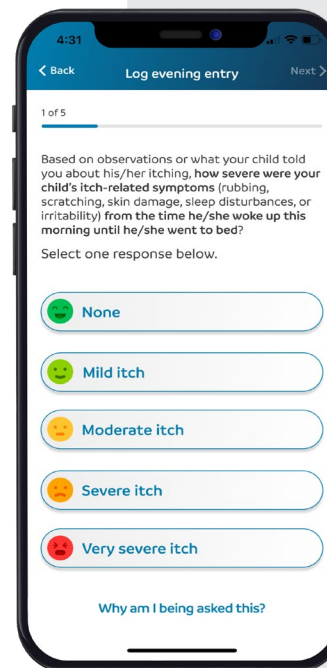 4:31
< Back Log evening entry Next >
1 of 5
Based on observations or what your child told
you about his/her itching, how severe were your
child's itch-related symptoms (rubbing,
scratching, skin damage, sleep disturbances, or
irritability) from the time he/she woke up this
morning until he/she went to bed?
Select one response below.
None
Mild itch
Moderate itch
Severe itch
Very severe itch
Why am I being asked this?